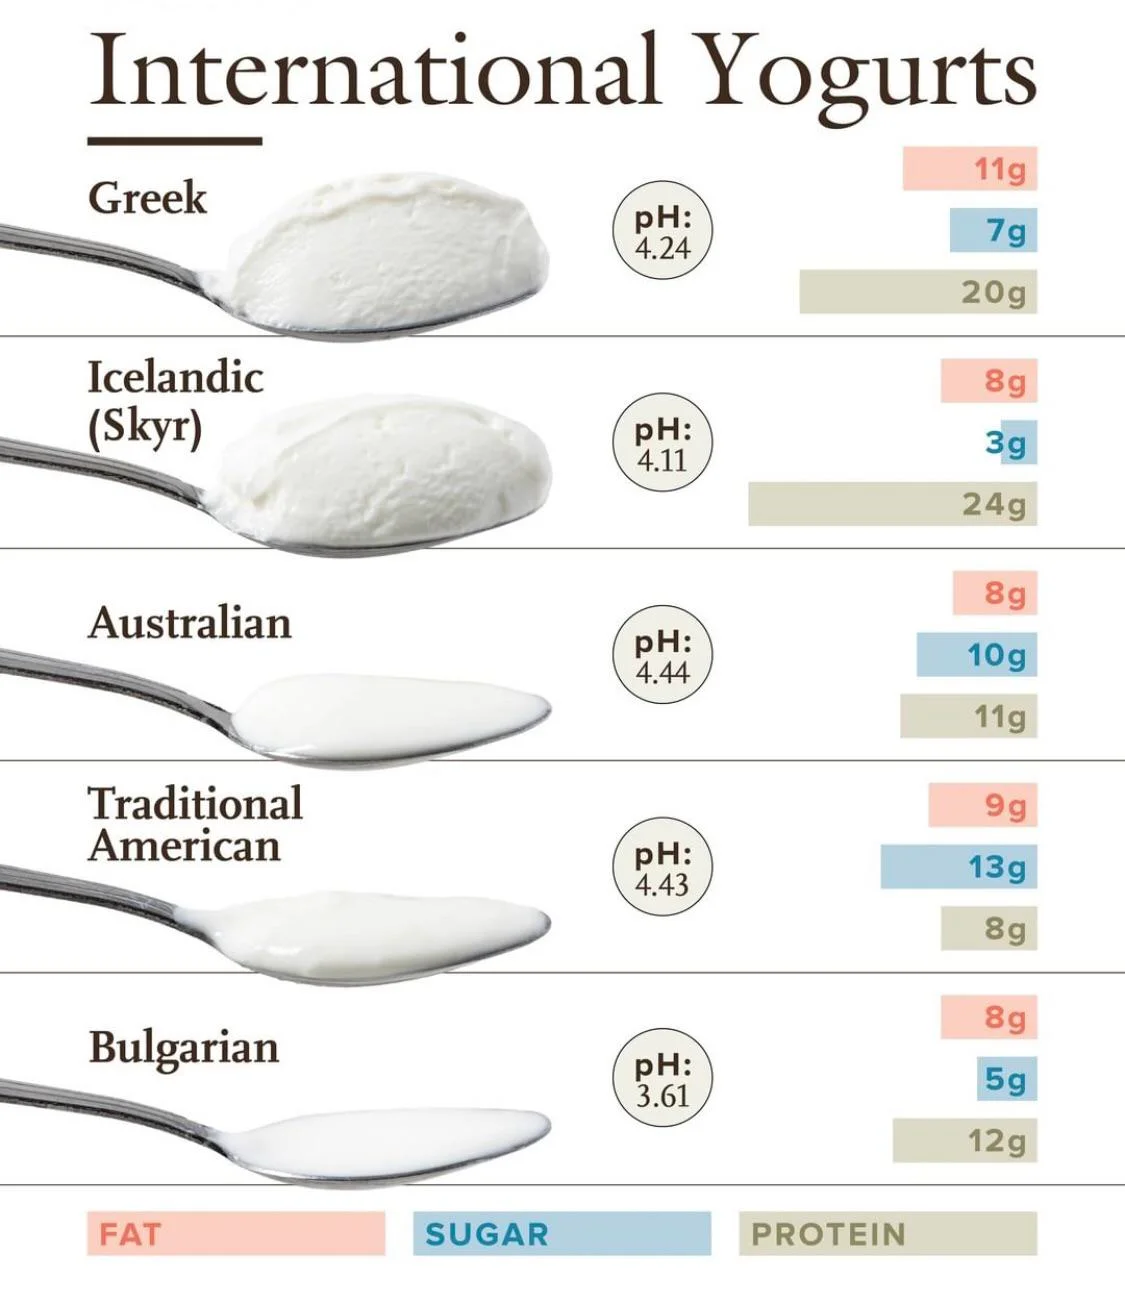 International Yogurts
Greek
pH:
4.24
11g
7g
20g
Icelandic
(Skyr)
pH:
4.11
8g
3g
24g
Australian
pH:
4.44
8g
10g
11g
Traditional
American
pH:
4.43
9g
13g
8g
Bulgarian
pH:
3.61
8g
5g
12g
FAT
SUGAR
PROTEIN